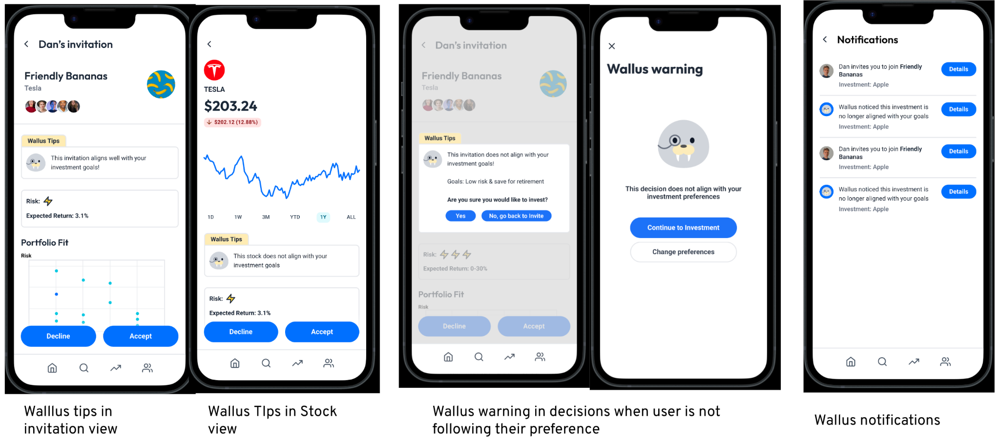 Dan's invitation
Friendly Bananas
Tesla
Wallus Tips
This invitation aligns well with your
investment goals!
Risk:
Expected Return: 3.1%
Portfolio Fit
Risk
Decline
Accept
TESLA
$203.24
$202.12 (12.88%)
1D 1W 3M YTD 1Y ALL
Wallus Tips
This stock does not align with your
investment goals
Risk:
Expected Return: 3.1%
Decline
Accept
Dan's invitation
Friendly Bananas
Tesla
Wallus Tips
This invitation does not align with your
investment goals!
Goals: Low risk & save for retirement
Are you sure you would like to invest?
Yes
No, go back to Invite
Risk:
Expected Return: 0-30%
Portfolio Fit
Risk
Decline
Accept
Wallus warning
This decision does not align with your
investment preferences
Continue to Investment
Change preferences
Notifications
Dan invites you to join Friendly
Bananas
Investment: Apple
Details
Wallus noticed this investment is
no longer aligned with your goals
Investment: Apple
Details
Dan invites you to join Friendly
Bananas
Investment: Apple
Details
Wallus noticed this investment is
no longer aligned with your goals
Investment: Apple
Details
Walllus tips in
invitation view
Wallus TIps in Stock
view
Wallus warning in decisions when user is not
following their preference
Wallus notifications